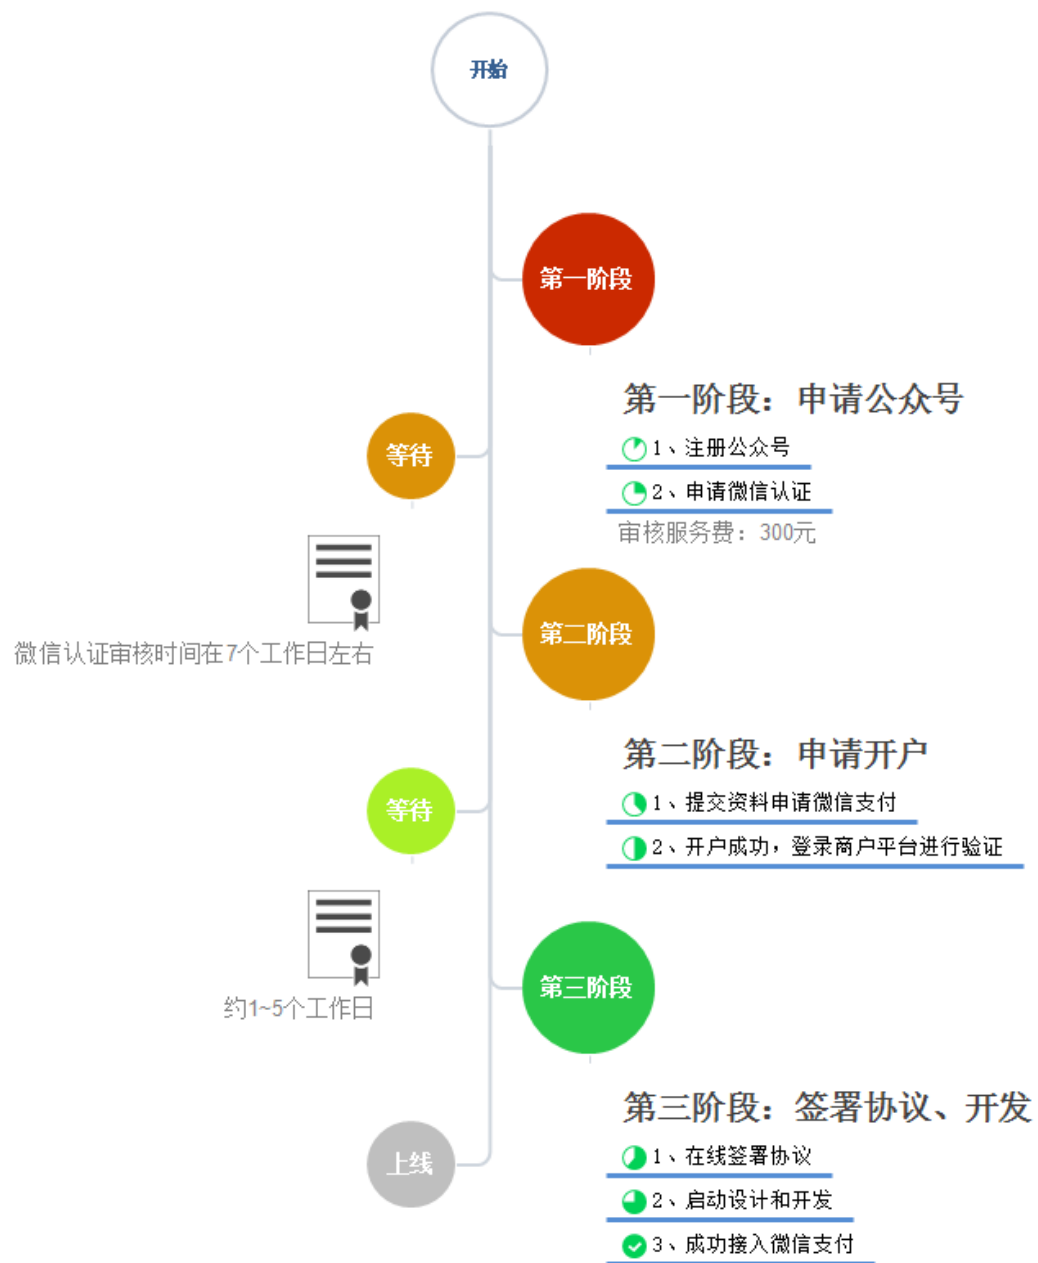 开始
第一阶段
第一阶段：申请公众号
1、注册公众号
2、申请微信认证
审核服务费：300元
等待
微信认证审核时间在7个工作日左右
第二阶段
第二阶段：申请开户
1、提交资料申请微信支付
2、开户成功，登录商户平台进行验证
等待
约1~5个工作日
第三阶段
第三阶段：签署协议、开发
1、在线签署协议
2、启动设计和开发
3、成功接入微信支付
上线